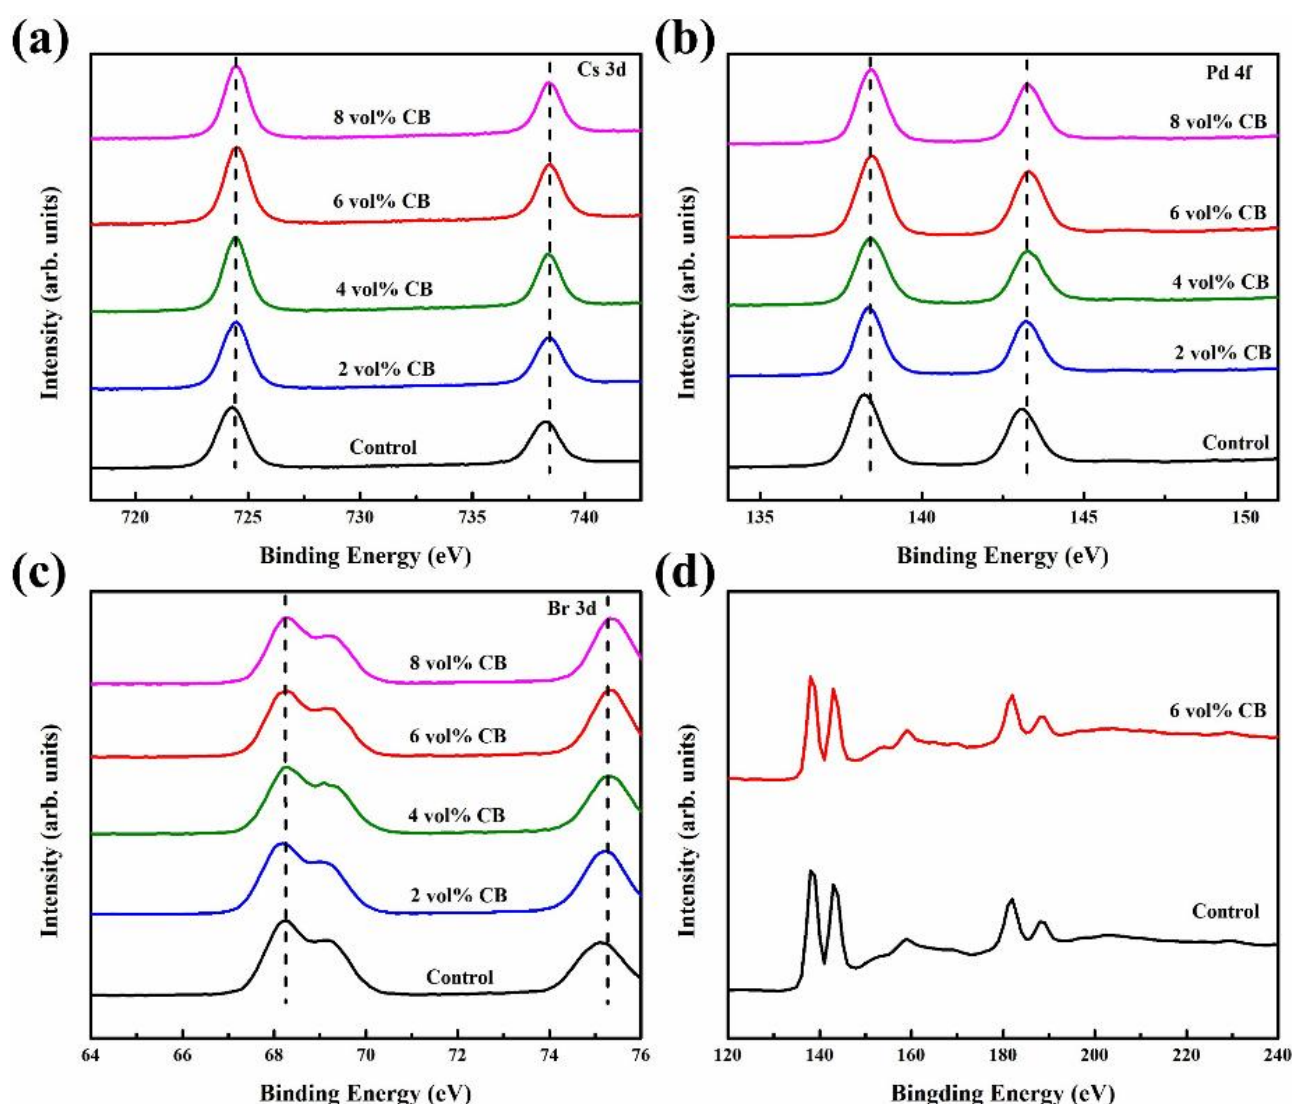 (a)
Cs 3d
8 vol% CB
6 vol% CB
4 vol% CB
2 vol% CB
Control
Intensity (arb. units)
720 725 730 735 740
Binding Energy (eV)
(b)
Pd 4f
8 vol% CB
6 vol% CB
4 vol% CB
2 vol% CB
Control
Intensity (arb. units)
135 140 145 150
Binding Energy (eV)
(c)
Br 3d
8 vol% CB
6 vol% CB
4 vol% CB
2 vol% CB
Control
Intensity (arb. units)
64 66 68 70 72 74 76
Binding Energy (eV)
(d)
6 vol% CB
Control
Intensity (arb. units)
120 140 160 180 200 220 240
Bingding Energy (eV)